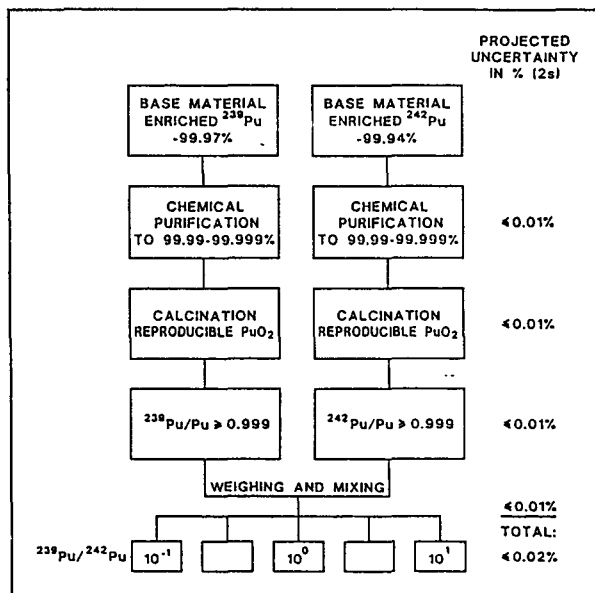 PROJECTED
UNCERTAINTY
IN % (2s)
BASE MATERIAL
ENRICHED ²³⁹Pu
-99.97%
BASE MATERIAL
ENRICHED ²⁴²Pu
-99.94%
CHEMICAL
PURIFICATION
TO 99.99-99.999%
CHEMICAL
PURIFICATION
TO 99.99-99.999%
≤0.01%
CALCINATION
REPRODUCIBLE PuO₂
CALCINATION
REPRODUCIBLE PuO₂
≤0.01%
²³⁹Pu/Pu ≥ 0.999
²⁴²Pu/Pu ≥ 0.999
≤0.01%
WEIGHING AND MIXING
≤0.01%
TOTAL:
²³⁹Pu/²⁴²Pu
10⁻¹
10⁰
10¹
≤0.02%